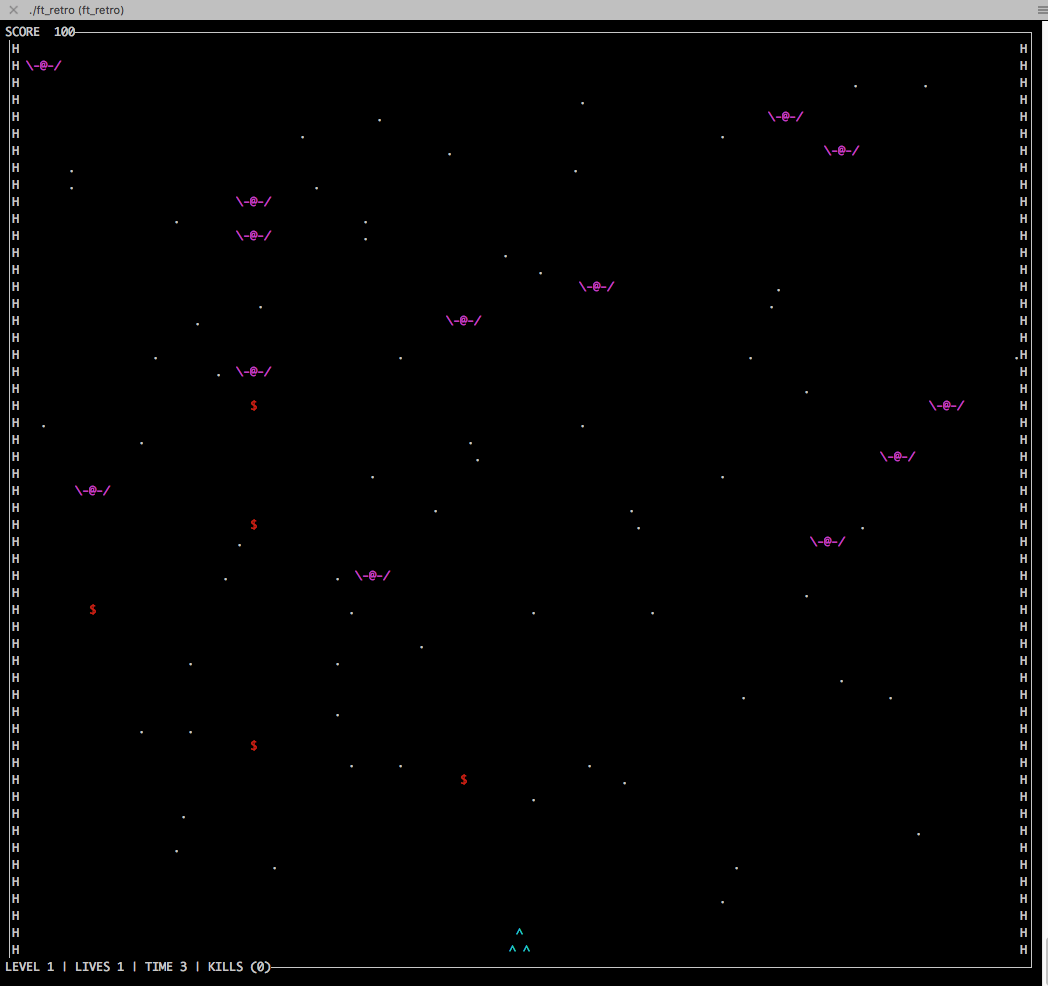 ./ft_retro (ft_retro)
SCORE 100
LEVEL 1 | LIVES 1 | TIME 3 | KILLS (0)